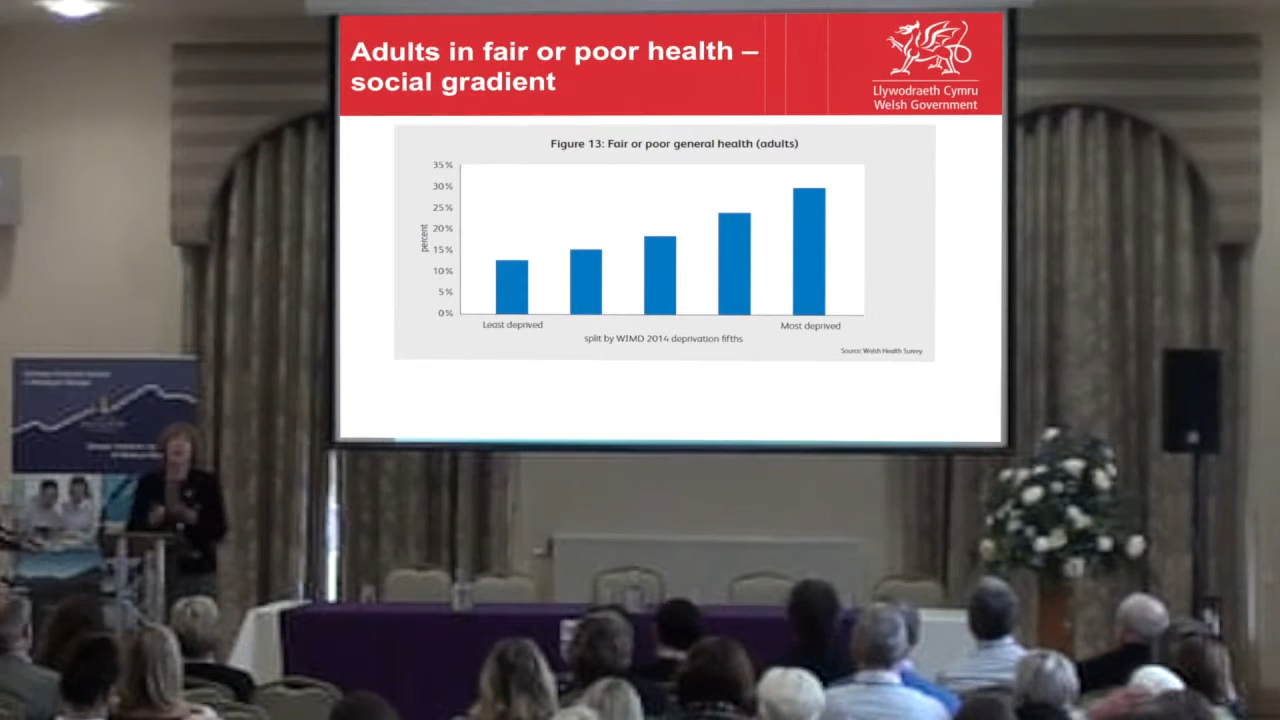 Adults in fair or poor health –
social gradient
Llywodraeth Cymru
Welsh Government
Figure 13: Fair or poor general health (adults)
35%
30%
25%
20%
15%
10%
5%
0%
percent
Least deprived
Most deprived
split by WIMD 2014 deprivation fifths
Source: Welsh Health Survey